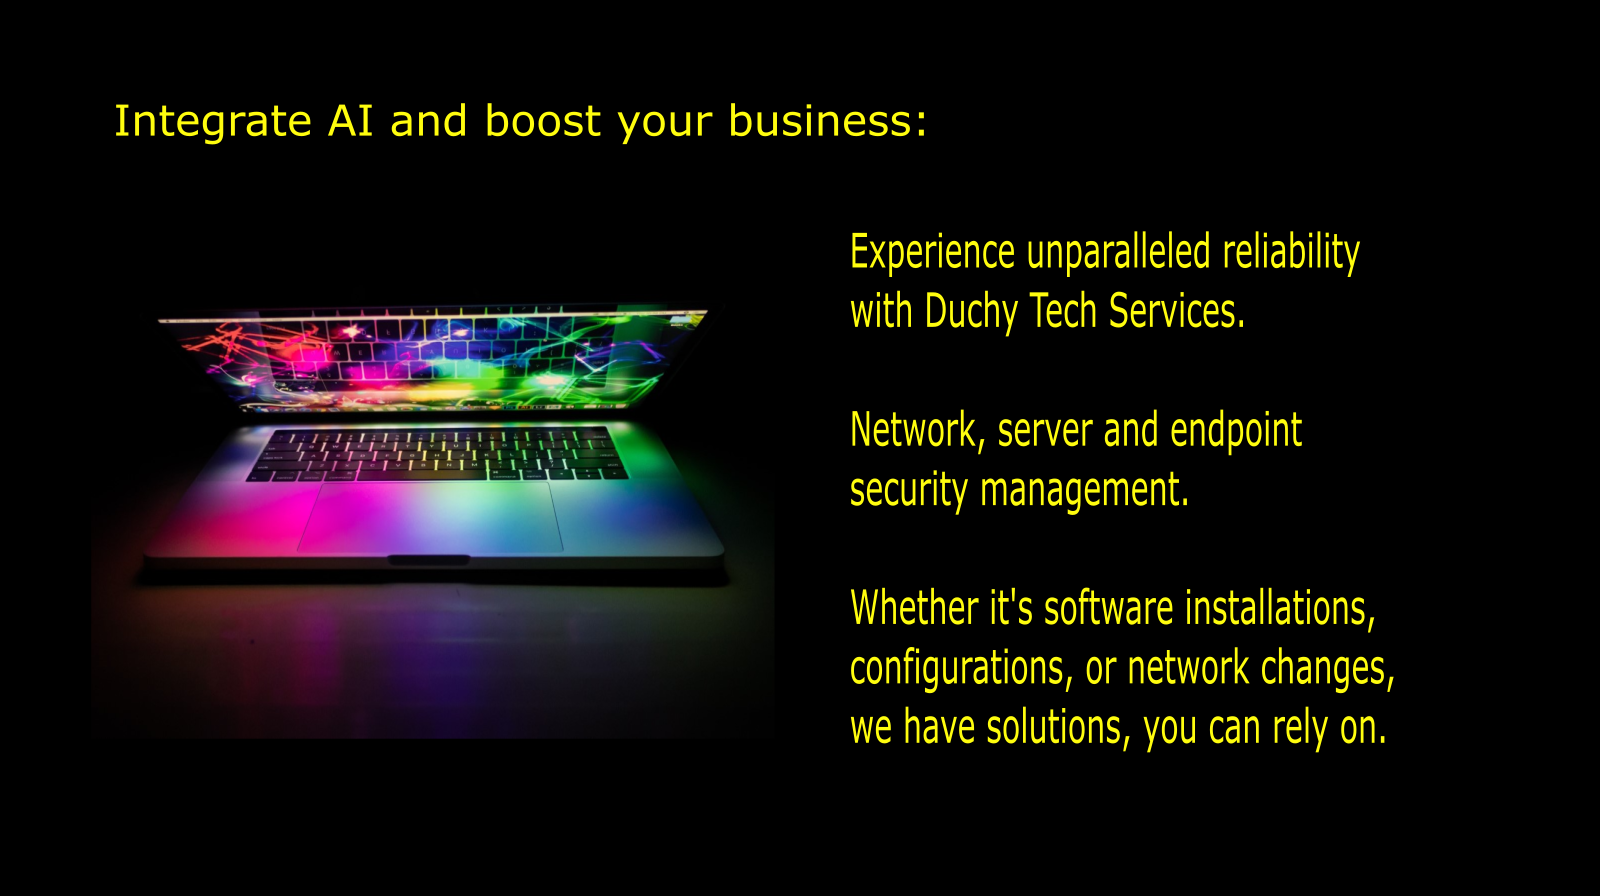 Integrate AI and boost your business:
Experience unparalleled reliability
with Duchy Tech Services.
Network, server and endpoint
security management.
Whether it's software installations,
configurations, or network changes,
we have solutions, you can rely on.